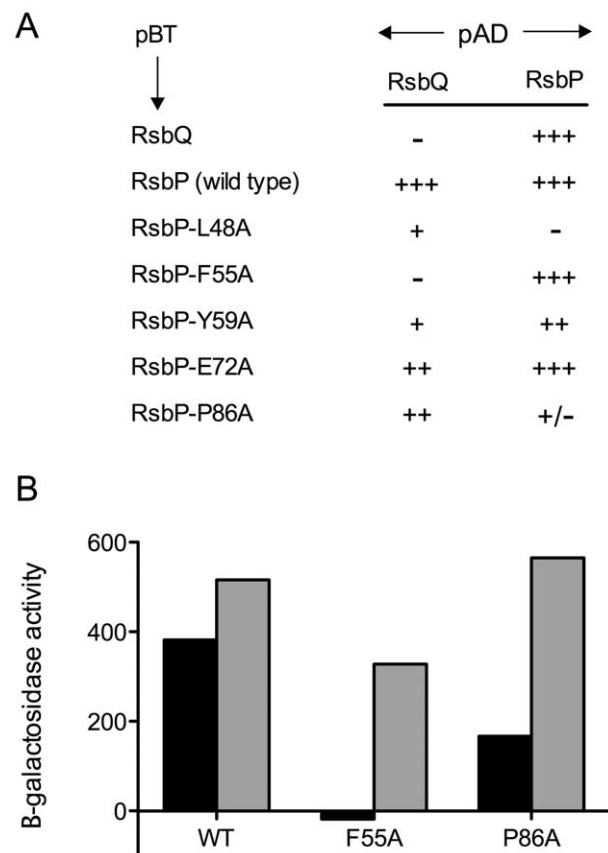 A
pBT
pAD
RsbQ RsbP
RsbQ - +++
RsbP (wild type) +++ +++
RsbP-L48A + -
RsbP-F55A - +++
RsbP-Y59A + ++
RsbP-E72A ++ +++
RsbP-P86A ++ +/-
B
B-galactosidase activity
600
400
200
0
WT F55A P86A